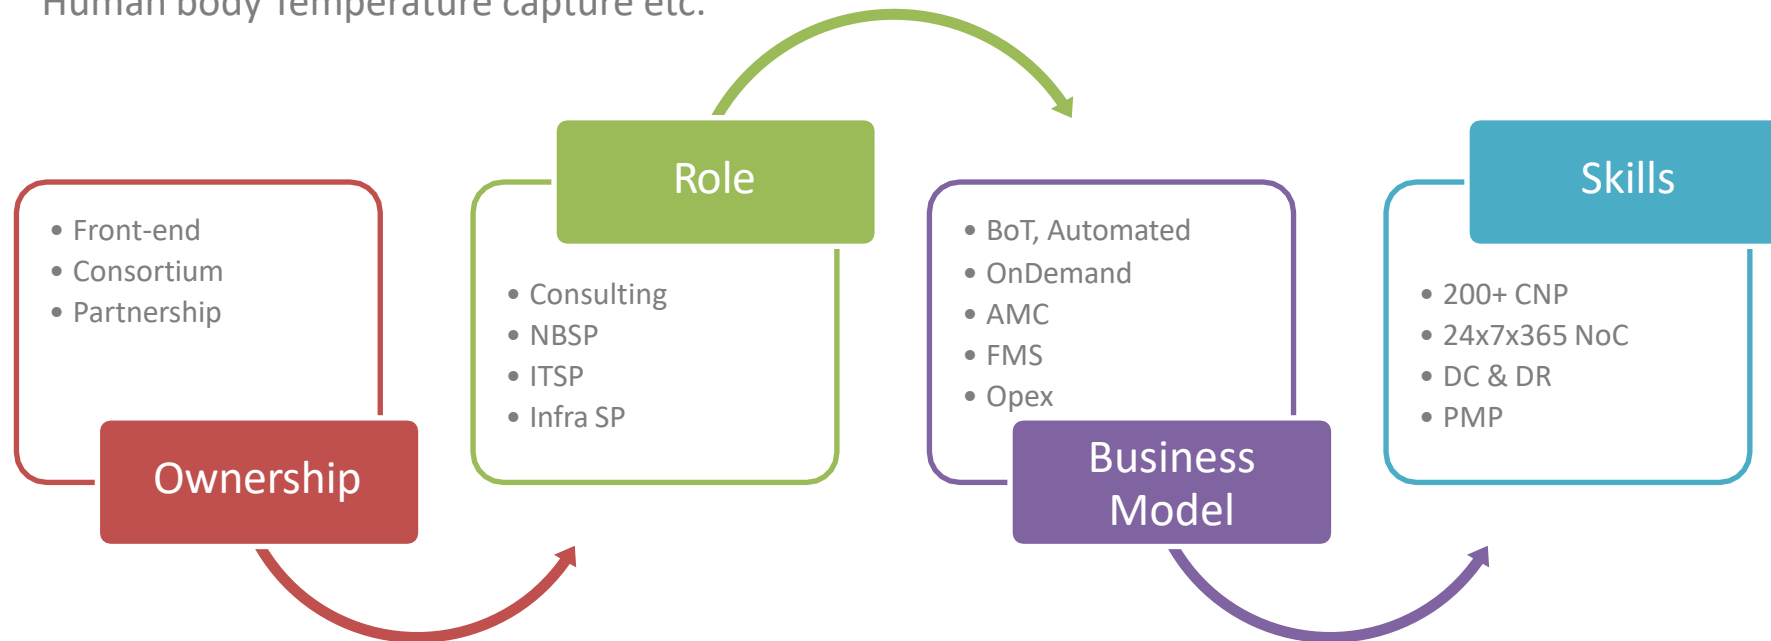 Human body Temperature capture etc.
• Front-end
• Consortium
• Partnership
Ownership
Role
• Consulting
• NBSP
• ITSP
• Infra SP
• BoT, Automated
• OnDemand
• AMC
• FMS
• Opex
Business
Model
Skills
• 200+ CNP
• 24x7x365 NoC
• DC & DR
• PMP